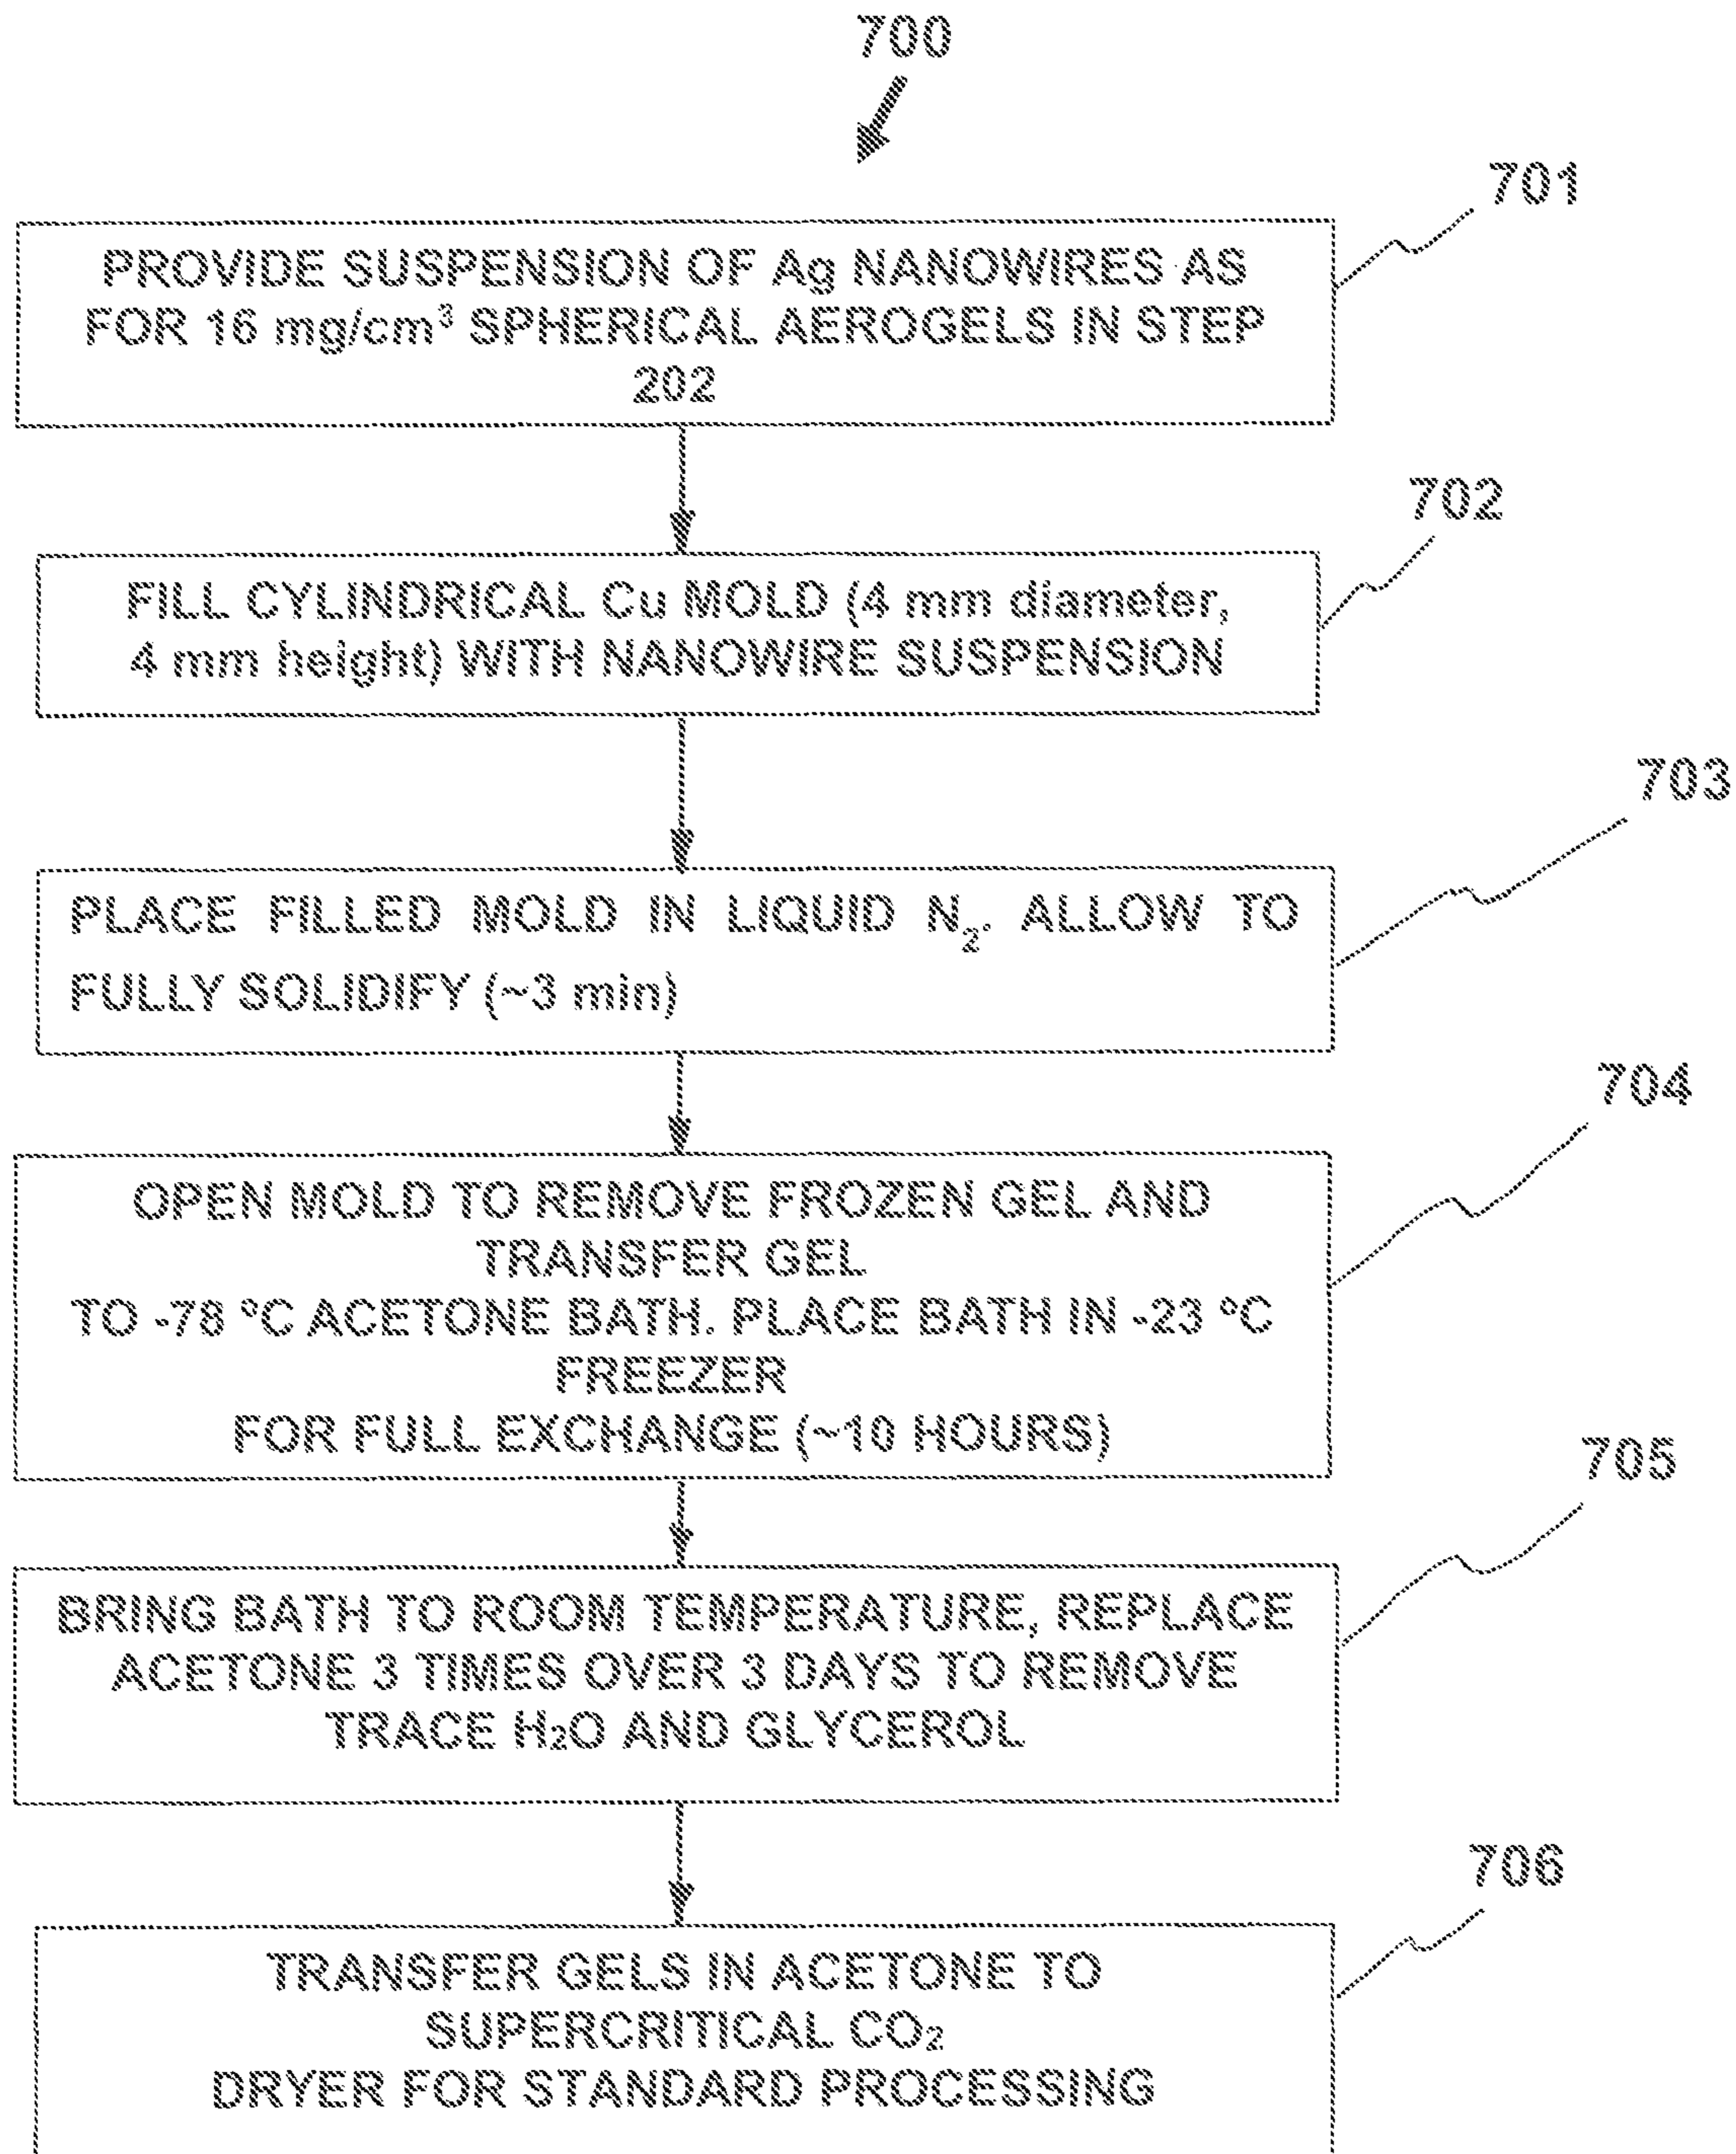 700
701
PROVIDE SUSPENSION OF Ag NANOWIRES AS
FOR 16 mg/cm³ SPHERICAL AEROGELS IN STEP
202
702
FILL CYLINDRICAL Cu MOLD (4 mm diameter,
4 mm height) WITH NANOWIRE SUSPENSION
703
PLACE FILLED MOLD IN LIQUID N₂. ALLOW TO
FULLY SOLIDIFY (~3 min)
704
OPEN MOLD TO REMOVE FROZEN GEL AND
TRANSFER GEL
TO -78 ºC ACETONE BATH. PLACE BATH IN -23 ºC
FREEZER
FOR FULL EXCHANGE (~10 HOURS)
705
BRING BATH TO ROOM TEMPERATURE, REPLACE
ACETONE 3 TIMES OVER 3 DAYS TO REMOVE
TRACE H₂O AND GLYCEROL
706
TRANSFER GELS IN ACETONE TO
SUPERCRITICAL CO₂
DRYER FOR STANDARD PROCESSING